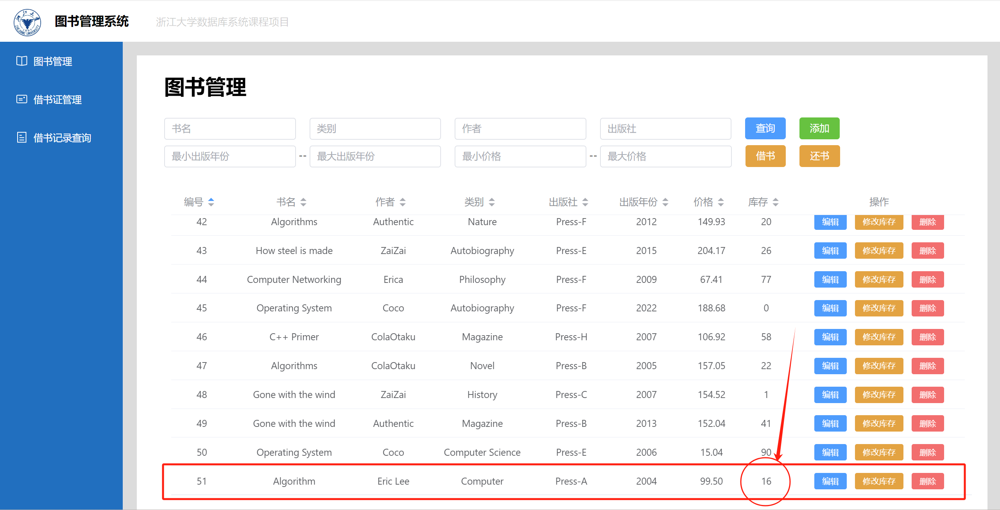 图书管理系统 浙江大学数据库系统课程项目
ZHEJIANG UNIVERSITY
1897
图书管理
借书证管理
借书记录查询
图书管理
书名 类别 作者 出版社 查询 添加
最小出版年份 -- 最大出版年份 最小价格 -- 最大价格 借书 还书
编号 书名 作者 类别 出版社 出版年份 价格 库存 操作
42 Algorithms Authentic Nature Press-F 2012 149.93 20 编辑 修改库存 删除
43 How steel is made ZaiZai Autobiography Press-E 2015 204.17 26 编辑 修改库存 删除
44 Computer Networking Erica Philosophy Press-F 2009 67.41 77 编辑 修改库存 删除
45 Operating System Coco Autobiography Press-F 2022 188.68 0 编辑 修改库存 删除
46 C++ Primer ColaOtaku Magazine Press-H 2007 106.92 58 编辑 修改库存 删除
47 Algorithms ColaOtaku Novel Press-B 2005 157.05 22 编辑 修改库存 删除
48 Gone with the wind ZaiZai History Press-C 2007 154.52 1 编辑 修改库存 删除
49 Gone with the wind Authentic Magazine Press-B 2013 152.04 41 编辑 修改库存 删除
50 Operating System Coco Computer Science Press-E 2006 15.04 90 编辑 修改库存 删除
51 Algorithm Eric Lee Computer Press-A 2004 99.50 16 编辑 修改库存 删除